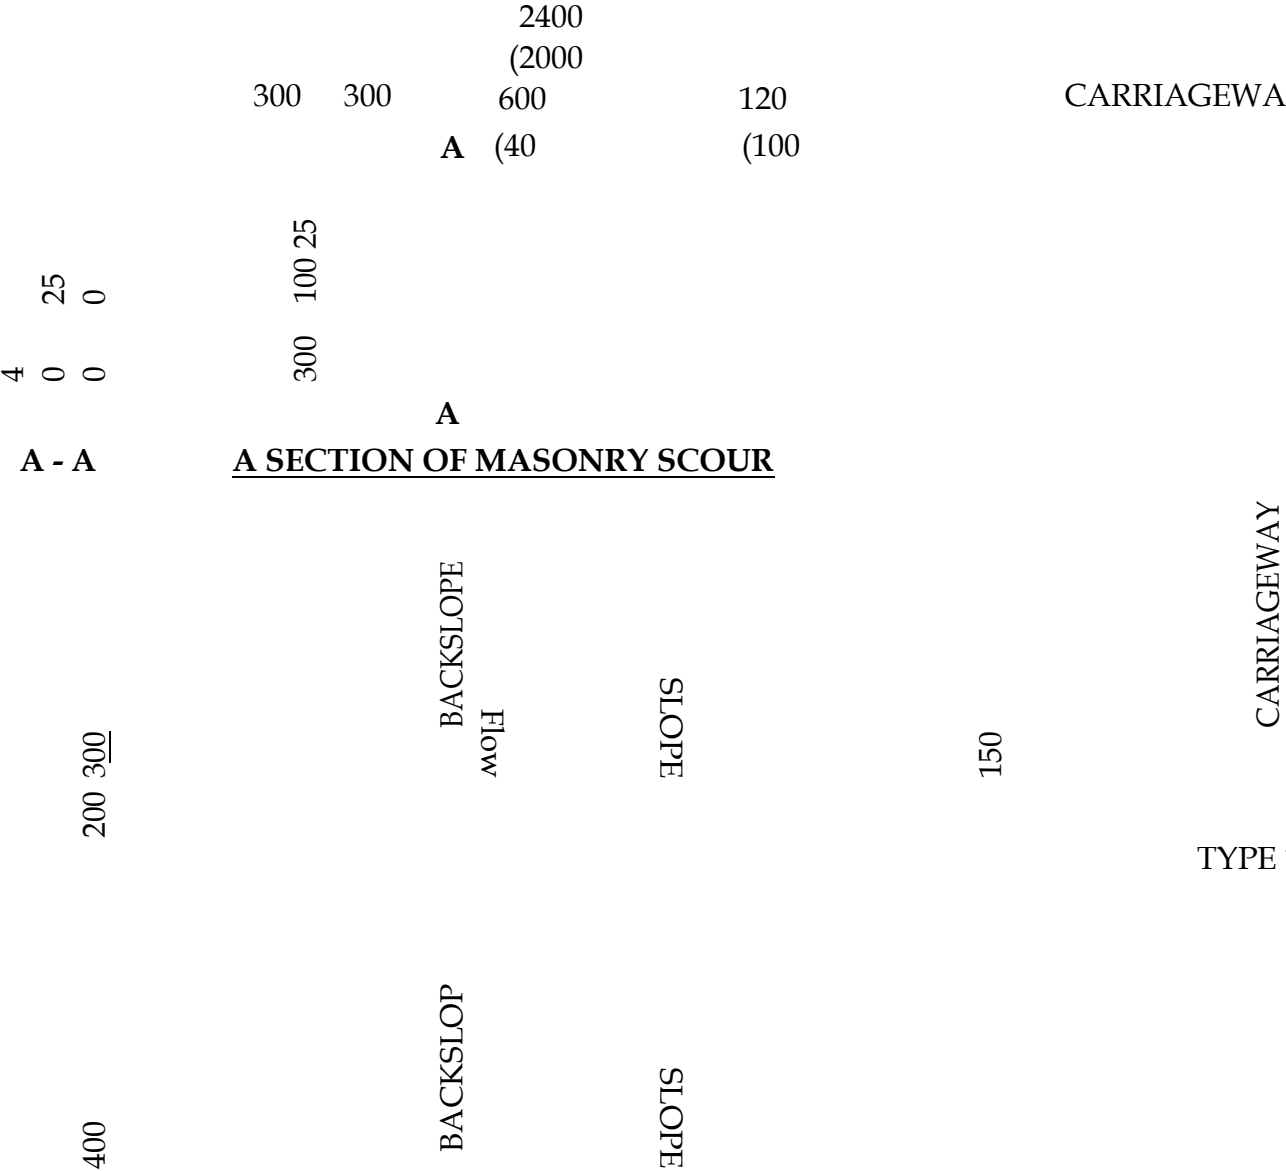 2400
(2000
300 300 600 120 CARRIAGEWA
A (40 (100
100 25
25 0
300
4 0 0
A
A - A A SECTION OF MASONRY SCOUR
CARRIAGEWAY
BACKSLOPE
SLOPE
Flow
150
200 300
TYPE
BACKSLOP
SLOPE
400